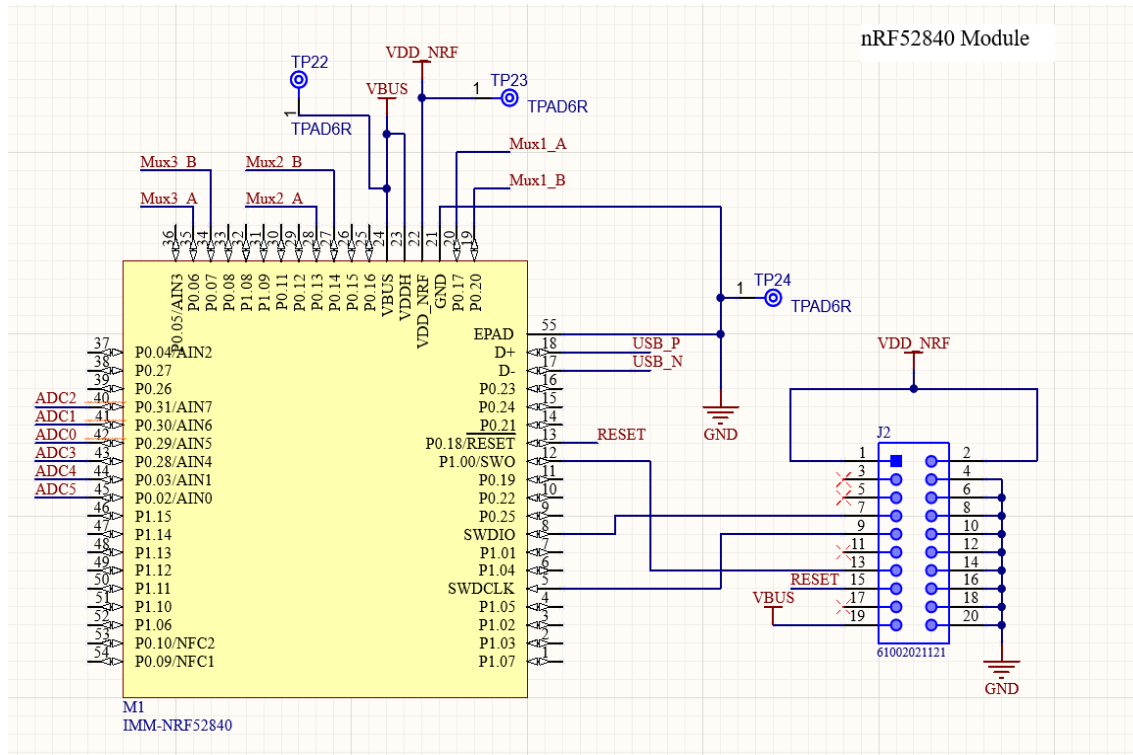 nRF52840 Module
TP22
1
TPAD6R
VDD_NRF
VBUS
TP23
1
TPAD6R
Mux3_B
Mux2_B
Mux1_A
Mux3_A
Mux2_A
Mux1_B
36 35 34 33 32 31 30 29 28 27 26 25 24 23 22 21 20 19
P0.05/AIN3
P0.06
P0.07
P0.08
P1.08
P1.09
P0.11
P0.12
P0.13
P0.14
P0.15
P0.16
VBUS
VDDH
VDD_NRF
GND
P0.17
P0.20
TP24
1
TPAD6R
GND
37 P0.04/AIN2
38 P0.27
39 P0.26
ADC2 40 P0.31/AIN7
ADC1 41 P0.30/AIN6
ADC0 42 P0.29/AIN5
ADC3 43 P0.28/AIN4
ADC4 44 P0.03/AIN1
ADC5 45 P0.02/AIN0
46 P1.15
47 P1.14
48 P1.13
49 P1.12
50 P1.11
51 P1.10
52 P1.06
53 P0.10/NFC2
54 P0.09/NFC1
EPAD 55
D+ 18 USB_P
D- 17 USB_N
P0.23 16
P0.24 15
P0.21 14
P0.18/RESET 13 RESET
P1.00/SWO 12
P0.19 11
P0.22 10
P0.25 9
SWDIO 8
P1.01 7
P1.04 6
SWDCLK 5
P1.05 4
P1.02 3
P1.03 2
P1.07 1
M1
IMM-NRF52840
VDD_NRF
J2
1 2
3 4
5 6
7 8
9 10
11 12
13 14
RESET 15 16
VBUS 17 18
19 20
61002021121
GND